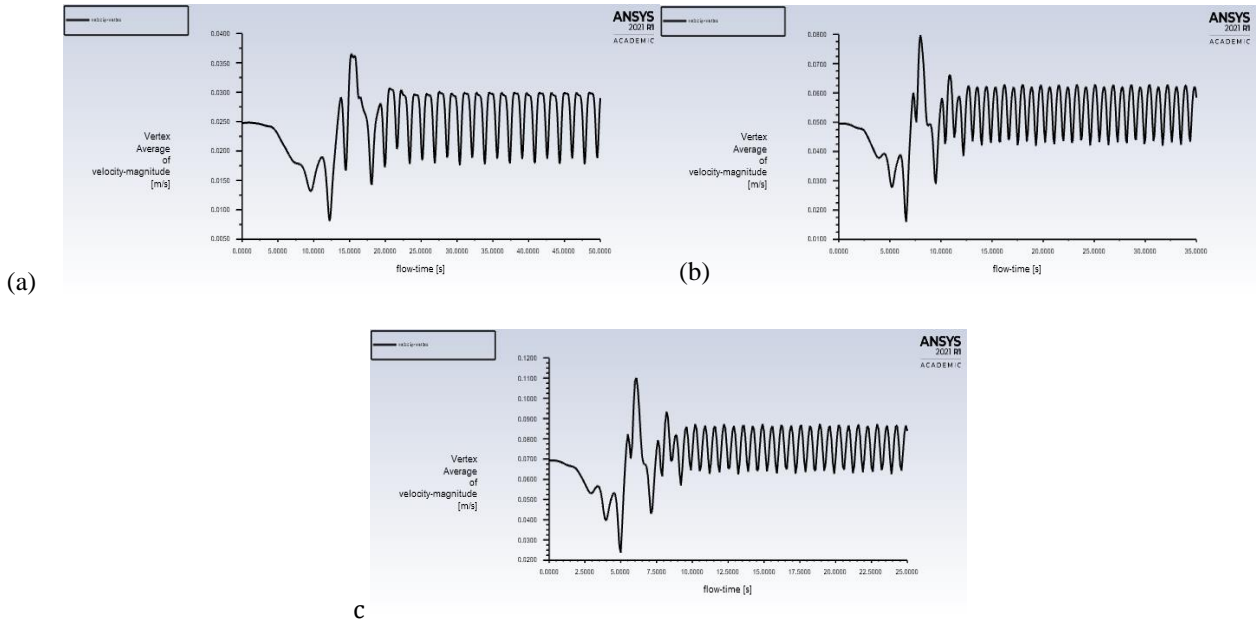 ANSYS
2021 R1
ACADEMIC
0.0400
0.0350
0.0300
0.0250
0.0200
0.0150
0.0100
0.0050
Vertex
Average
of
velocity-magnitude
[m/s]
0.0000 5.0000 10.0000 15.0000 20.0000 25.0000 30.0000 35.0000 40.0000 45.0000 50.0000
flow-time [s]
(a)
ANSYS
2021 R1
ACADEMIC
0.0800
0.0700
0.0600
0.0500
0.0400
0.0300
0.0200
0.0100
Vertex
Average
of
velocity-magnitude
[m/s]
0.0000 5.0000 10.0000 15.0000 20.0000 25.0000 30.0000 35.0000
flow-time [s]
(b)
ANSYS
2021 R1
ACADEMIC
0.1200
0.1100
0.1000
0.0900
0.0800
0.0700
0.0600
0.0500
0.0400
0.0300
0.0200
Vertex
Average
of
velocity-magnitude
[m/s]
0.0000 2.5000 5.0000 7.5000 10.0000 12.5000 15.0000 17.5000 20.0000 22.5000 25.0000
flow-time [s]
c